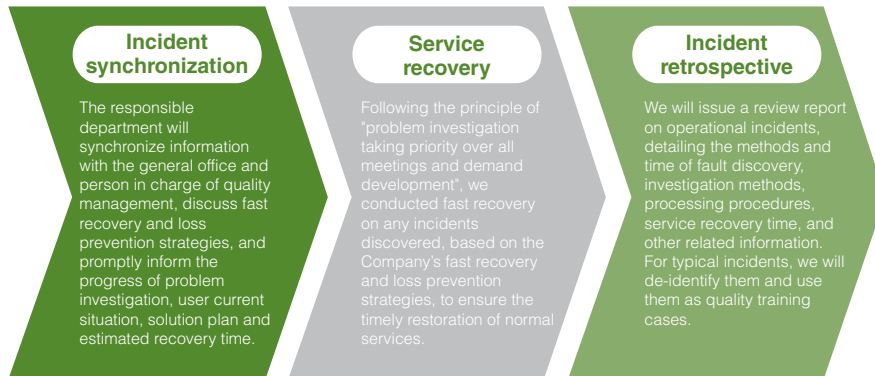 Incident
synchronization
The responsible
department will
synchronize information
with the general office and
person in charge of quality
management, discuss fast
recovery and loss
prevention strategies, and
promptly inform the
progress of problem
investigation, user current
situation, solution plan and
estimated recovery time.
Service
recovery
Following the principle of
"problem investigation
taking priority over all
meetings and demand
development", we
conducted fast recovery
on any incidents
discovered, based on the
Company's fast recovery
and loss prevention
strategies, to ensure the
timely restoration of normal
services.
Incident
retrospective
We will issue a review report
on operational incidents,
detailing the methods and
time of fault discovery,
investigation methods,
processing procedures,
service recovery time, and
other related information.
For typical incidents, we will
de-identify them and use
them as quality training
cases.